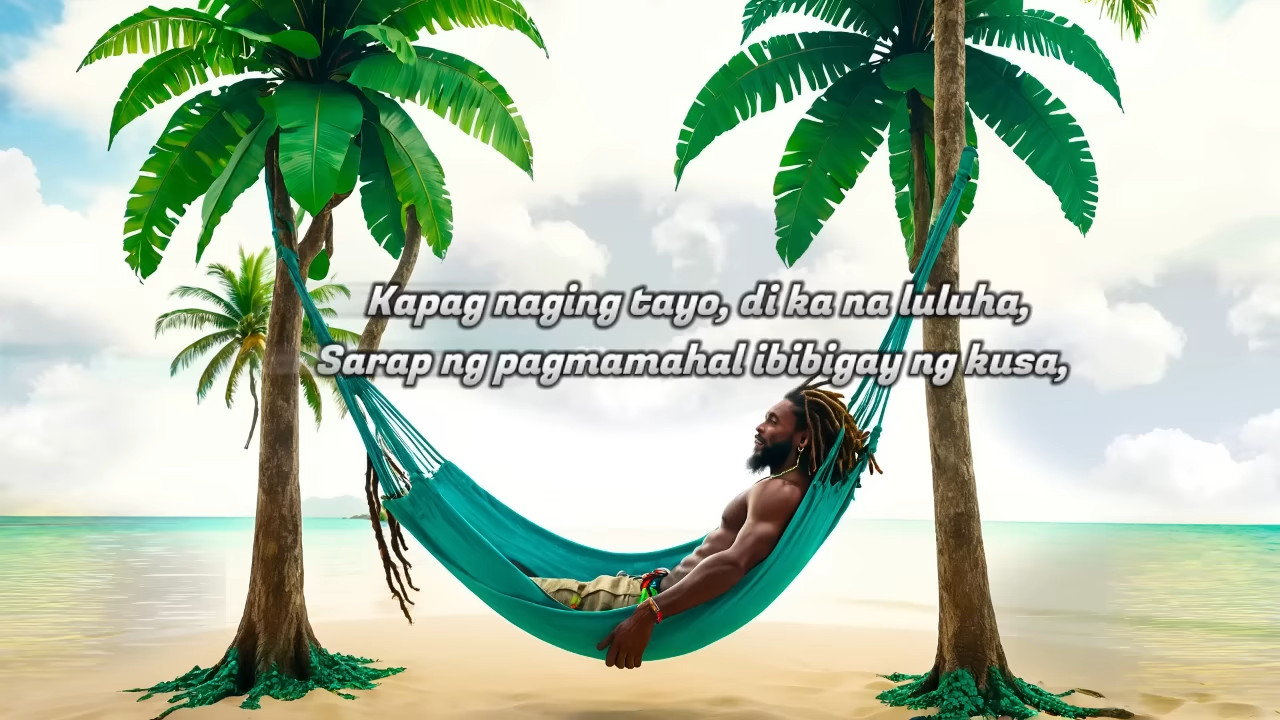 Kapag naging tayo, di ka na luluha,
Sarap ng pagmamahal ibibigay ng kusa,